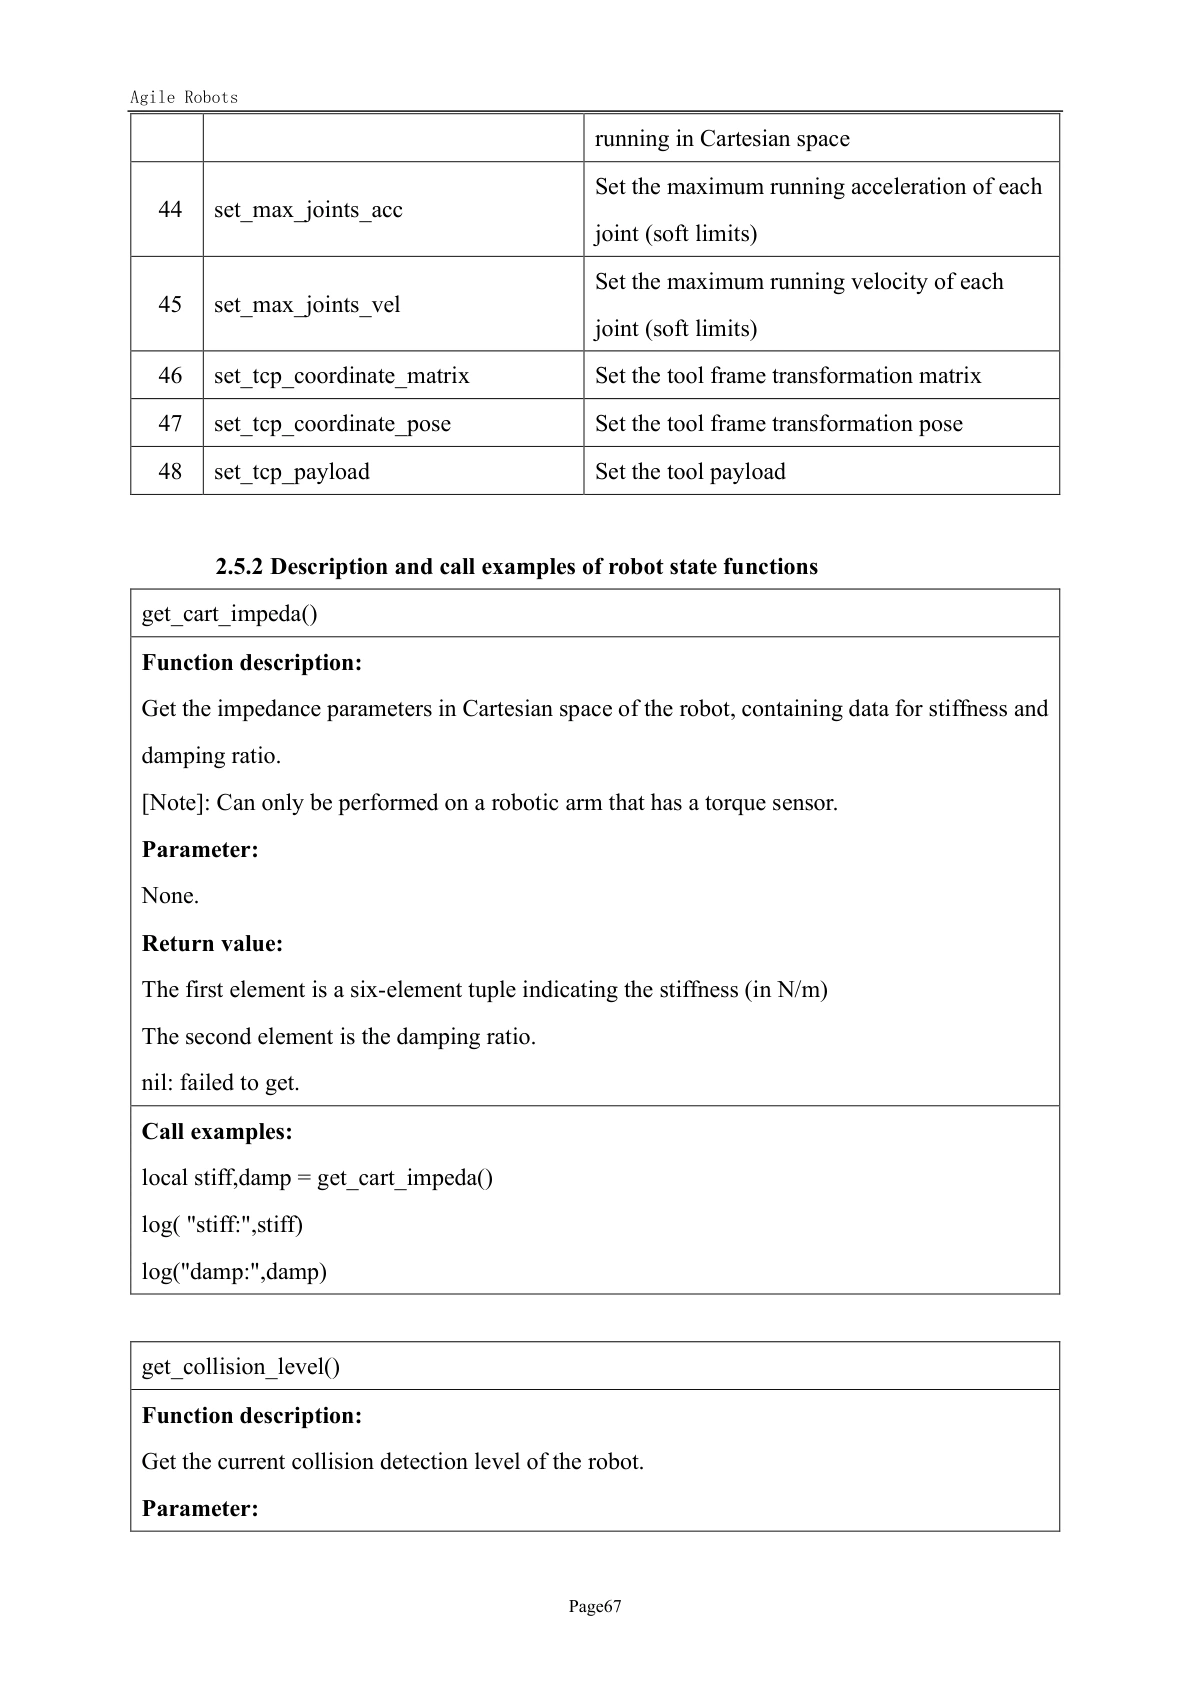 Agile Robots
running in Cartesian space
44 set_max_joints_acc Set the maximum running acceleration of each
joint (soft limits)
45 set_max_joints_vel Set the maximum running velocity of each
joint (soft limits)
46 set_tcp_coordinate_matrix Set the tool frame transformation matrix
47 set_tcp_coordinate_pose Set the tool frame transformation pose
48 set_tcp_payload Set the tool payload
2.5.2 Description and call examples of robot state functions
get_cart_impeda()
Function description:
Get the impedance parameters in Cartesian space of the robot, containing data for stiffness and
damping ratio.
[Note]: Can only be performed on a robotic arm that has a torque sensor.
Parameter:
None.
Return value:
The first element is a six-element tuple indicating the stiffness (in N/m)
The second element is the damping ratio.
nil: failed to get.
Call examples:
local stiff,damp = get_cart_impeda()
log( "stiff:",stiff)
log("damp:",damp)
get_collision_level()
Function description:
Get the current collision detection level of the robot.
Parameter:
Page67